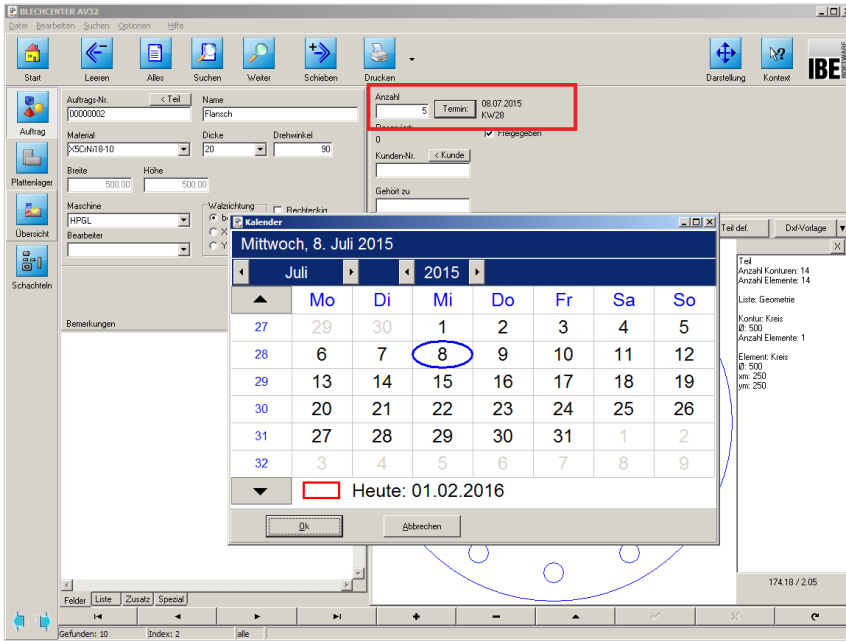 BLECHCENTER AV32
Datei Bearbeiten Suchen Optionen Hilfe
Start Leeren Alles Suchen Weiter Schieben Drucken Darstellung Kontext IBE SOFTWARE
Auftrag
Plattenlager
Übersicht
Schachteln
Auftrags-Nr. < Teil Name
00000002 Flansch
Material Dicke Drehwinkel
X5CrNi18-10 20 90
Breite Höhe
500.00 500.00
Maschine Walzrichtung Rechteckig
HPGL
X
Bearbeiter
Y
Bemerkungen
Anzahl
5 Termin: 08.07.2015
KW28
0 Freigegeben
Kunden-Nr. < Kunde
Gehört zu
Teil def. Dxf-Vorlage
X
Teil
Anzahl Konturen: 14
Anzahl Elemente: 14
Liste: Geometrie
Kontur: Kreis
Ø: 500
Anzahl Elemente: 1
Element: Kreis
Ø: 500
xm: 250
ym: 250
Kalender
Mittwoch, 8. Juli 2015
Juli 2015
Mo Di Mi Do Fr Sa So
27 29 30 1 2 3 4 5
28 6 7 8 9 10 11 12
29 13 14 15 16 17 18 19
30 20 21 22 23 24 25 26
31 27 28 29 30 31 1 2
32 3 4 5 6 7 8 9
Heute: 01.02.2016
Ok Abbrechen
174.18 / 2.05
Felder Liste Zusatz Spezial
Gefunden: 10 Index: 2 alle